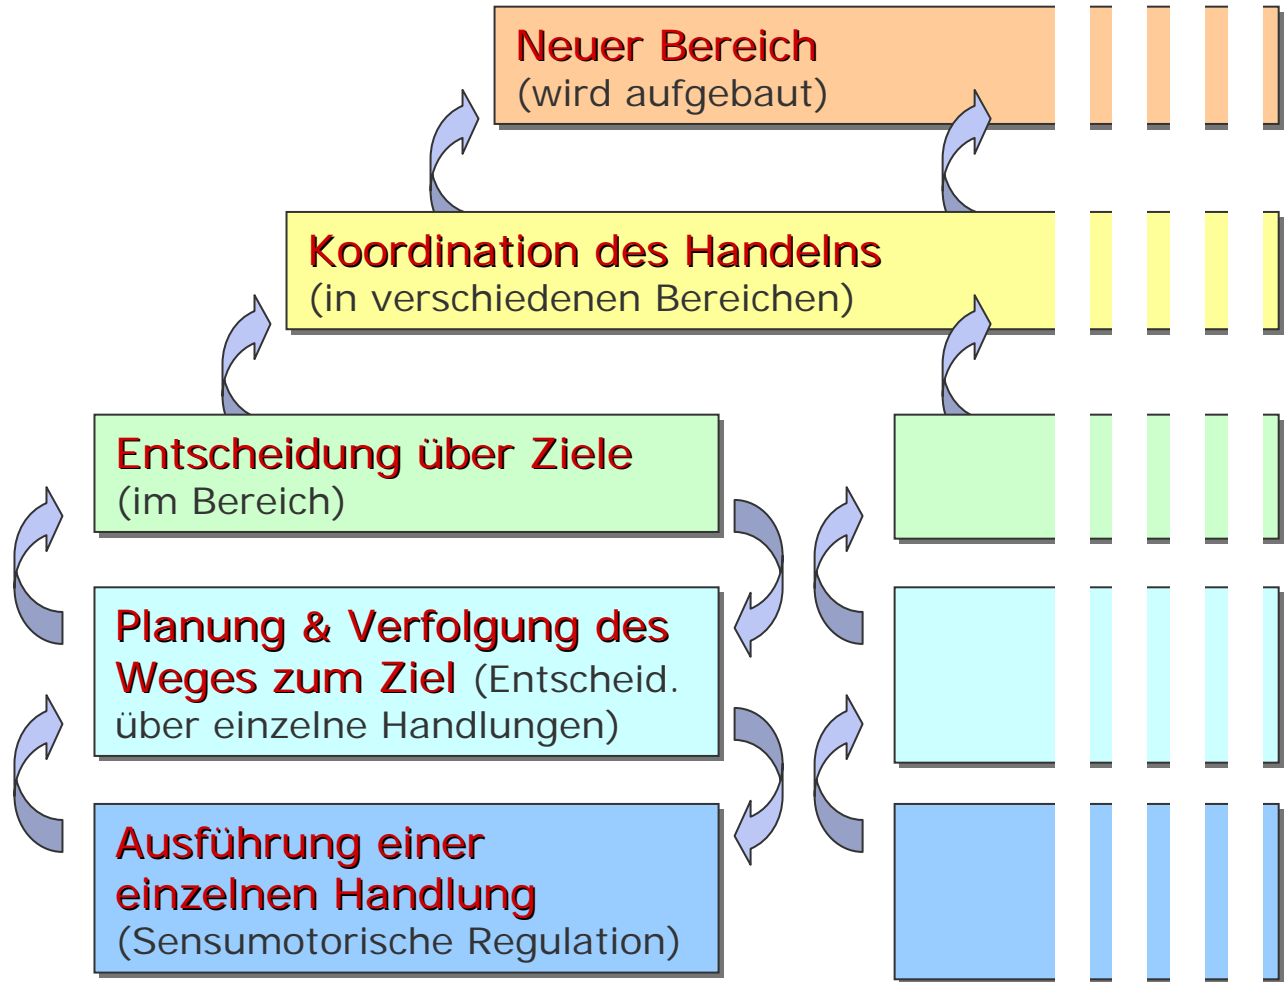 Neuer Bereich
(wird aufgebaut)
Koordination des Handelns
(in verschiedenen Bereichen)
Entscheidung über Ziele
(im Bereich)
Planung & Verfolgung des
Weges zum Ziel (Entscheid.
über einzelne Handlungen)
Ausführung einer
einzelnen Handlung
(Sensumotorische Regulation)